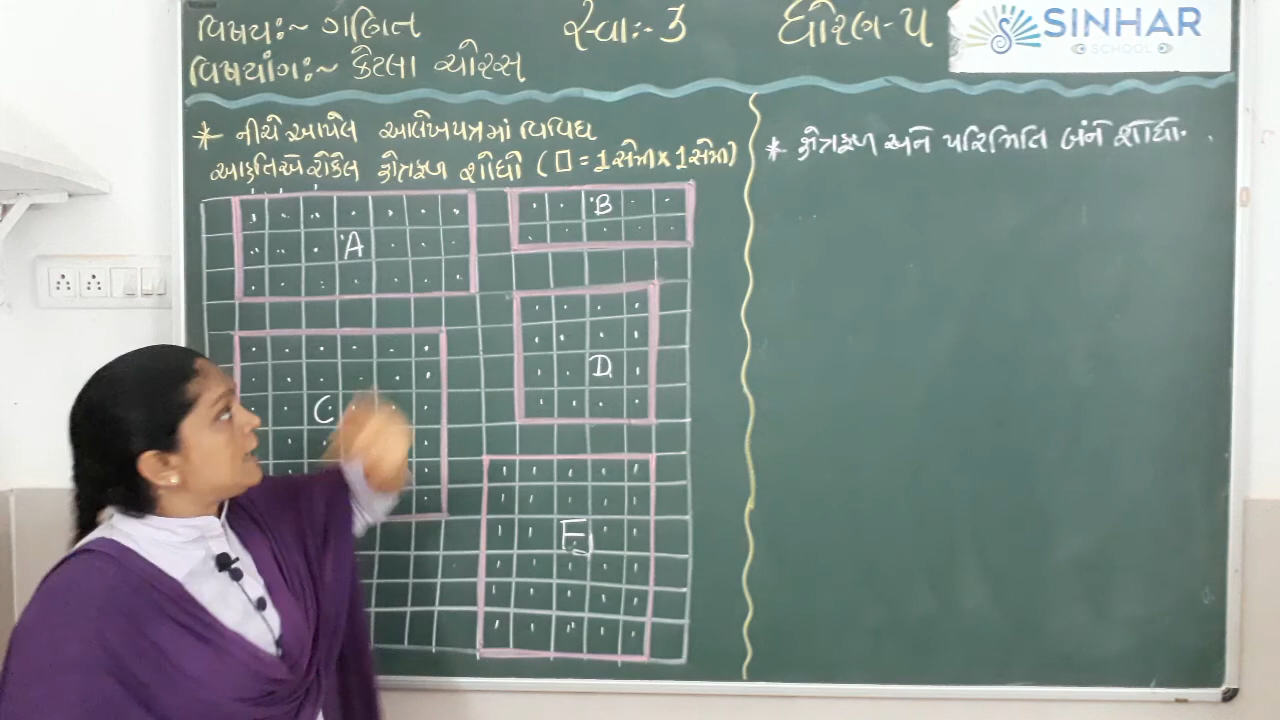 વિષય:~ ગણિત
સ્વા:-3
ધોરણ-૫
SINHAR
SCHOOL
વિષયાંગ:~ કેટલા ચોરસ
* નીચે આપેલ આલેખપત્રમાં વિવિધ
આકૃતિએ રોકેલ ક્ષેત્રફળ શોધો (□ = 1 સેમી x 1 સેમી)
* ક્ષેત્રફળ અને પરિમિતિ બંને શોધો.
A
B
C
D
E